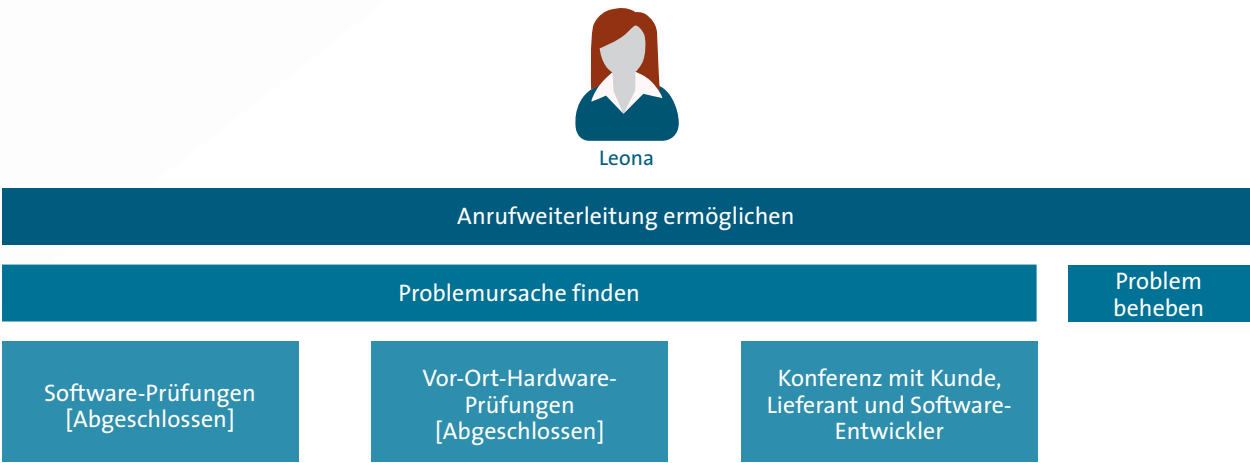 Leona
Anrufweiterleitung ermöglichen
Problemursache finden
Problem
beheben
Software-Prüfungen
[Abgeschlossen]
Vor-Ort-Hardware-
Prüfungen
[Abgeschlossen]
Konferenz mit Kunde,
Lieferant und Software-
Entwickler